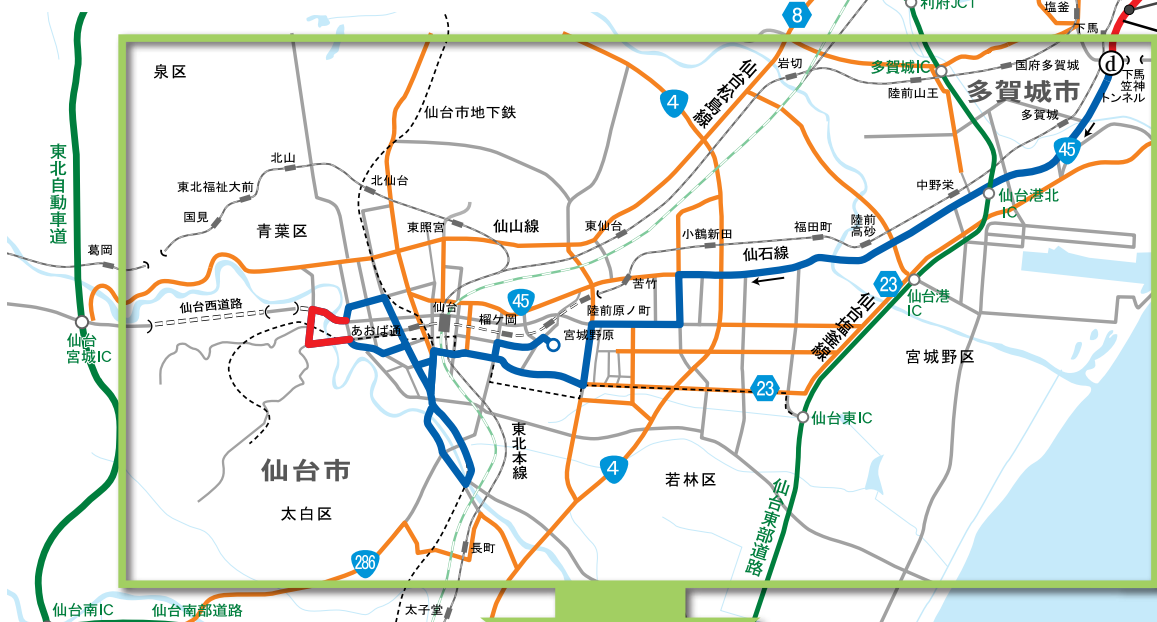 利府JCT
塩釜
8
下馬
岩切
国府多賀城
d
泉区
多賀城IC
下馬
笠神
トンネル
陸前山王
多賀城市
4
仙台松島線
仙台市地下鉄
多賀城
45
東北自動車道
北山
北仙台
東北福祉大前
中野栄
国見
仙台港北
IC
青葉区
東照宮
仙山線
東仙台
小鶴新田
福田町
陸前
高砂
葛岡
仙石線
苦竹
23
仙台港
IC
仙台西道路
仙台
45
陸前原ノ町
仙台塩釜線
仙台
宮城IC
あおば通
榴ケ岡
宮城野原
宮城野区
23
仙台東IC
東北本線
仙台市
4
若林区
太白区
仙台東部道路
286
長町
仙台南IC
仙台南部道路
太子堂